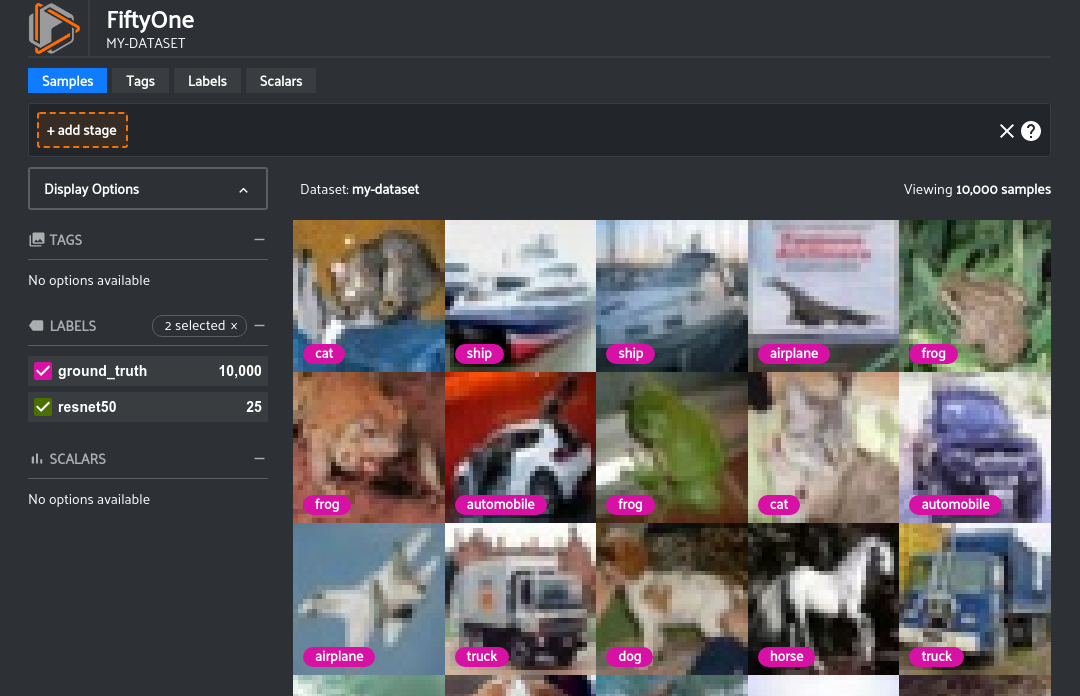 FiftyOne
MY-DATASET
Samples Tags Labels Scalars
+ add stage
Display Options
Dataset: my-dataset
Viewing 10,000 samples
TAGS
No options available
LABELS
2 selected ×
ground_truth 10,000
resnet50 25
SCALARS
No options available
cat ship ship airplane frog
frog automobile frog cat automobile
airplane truck dog horse truck